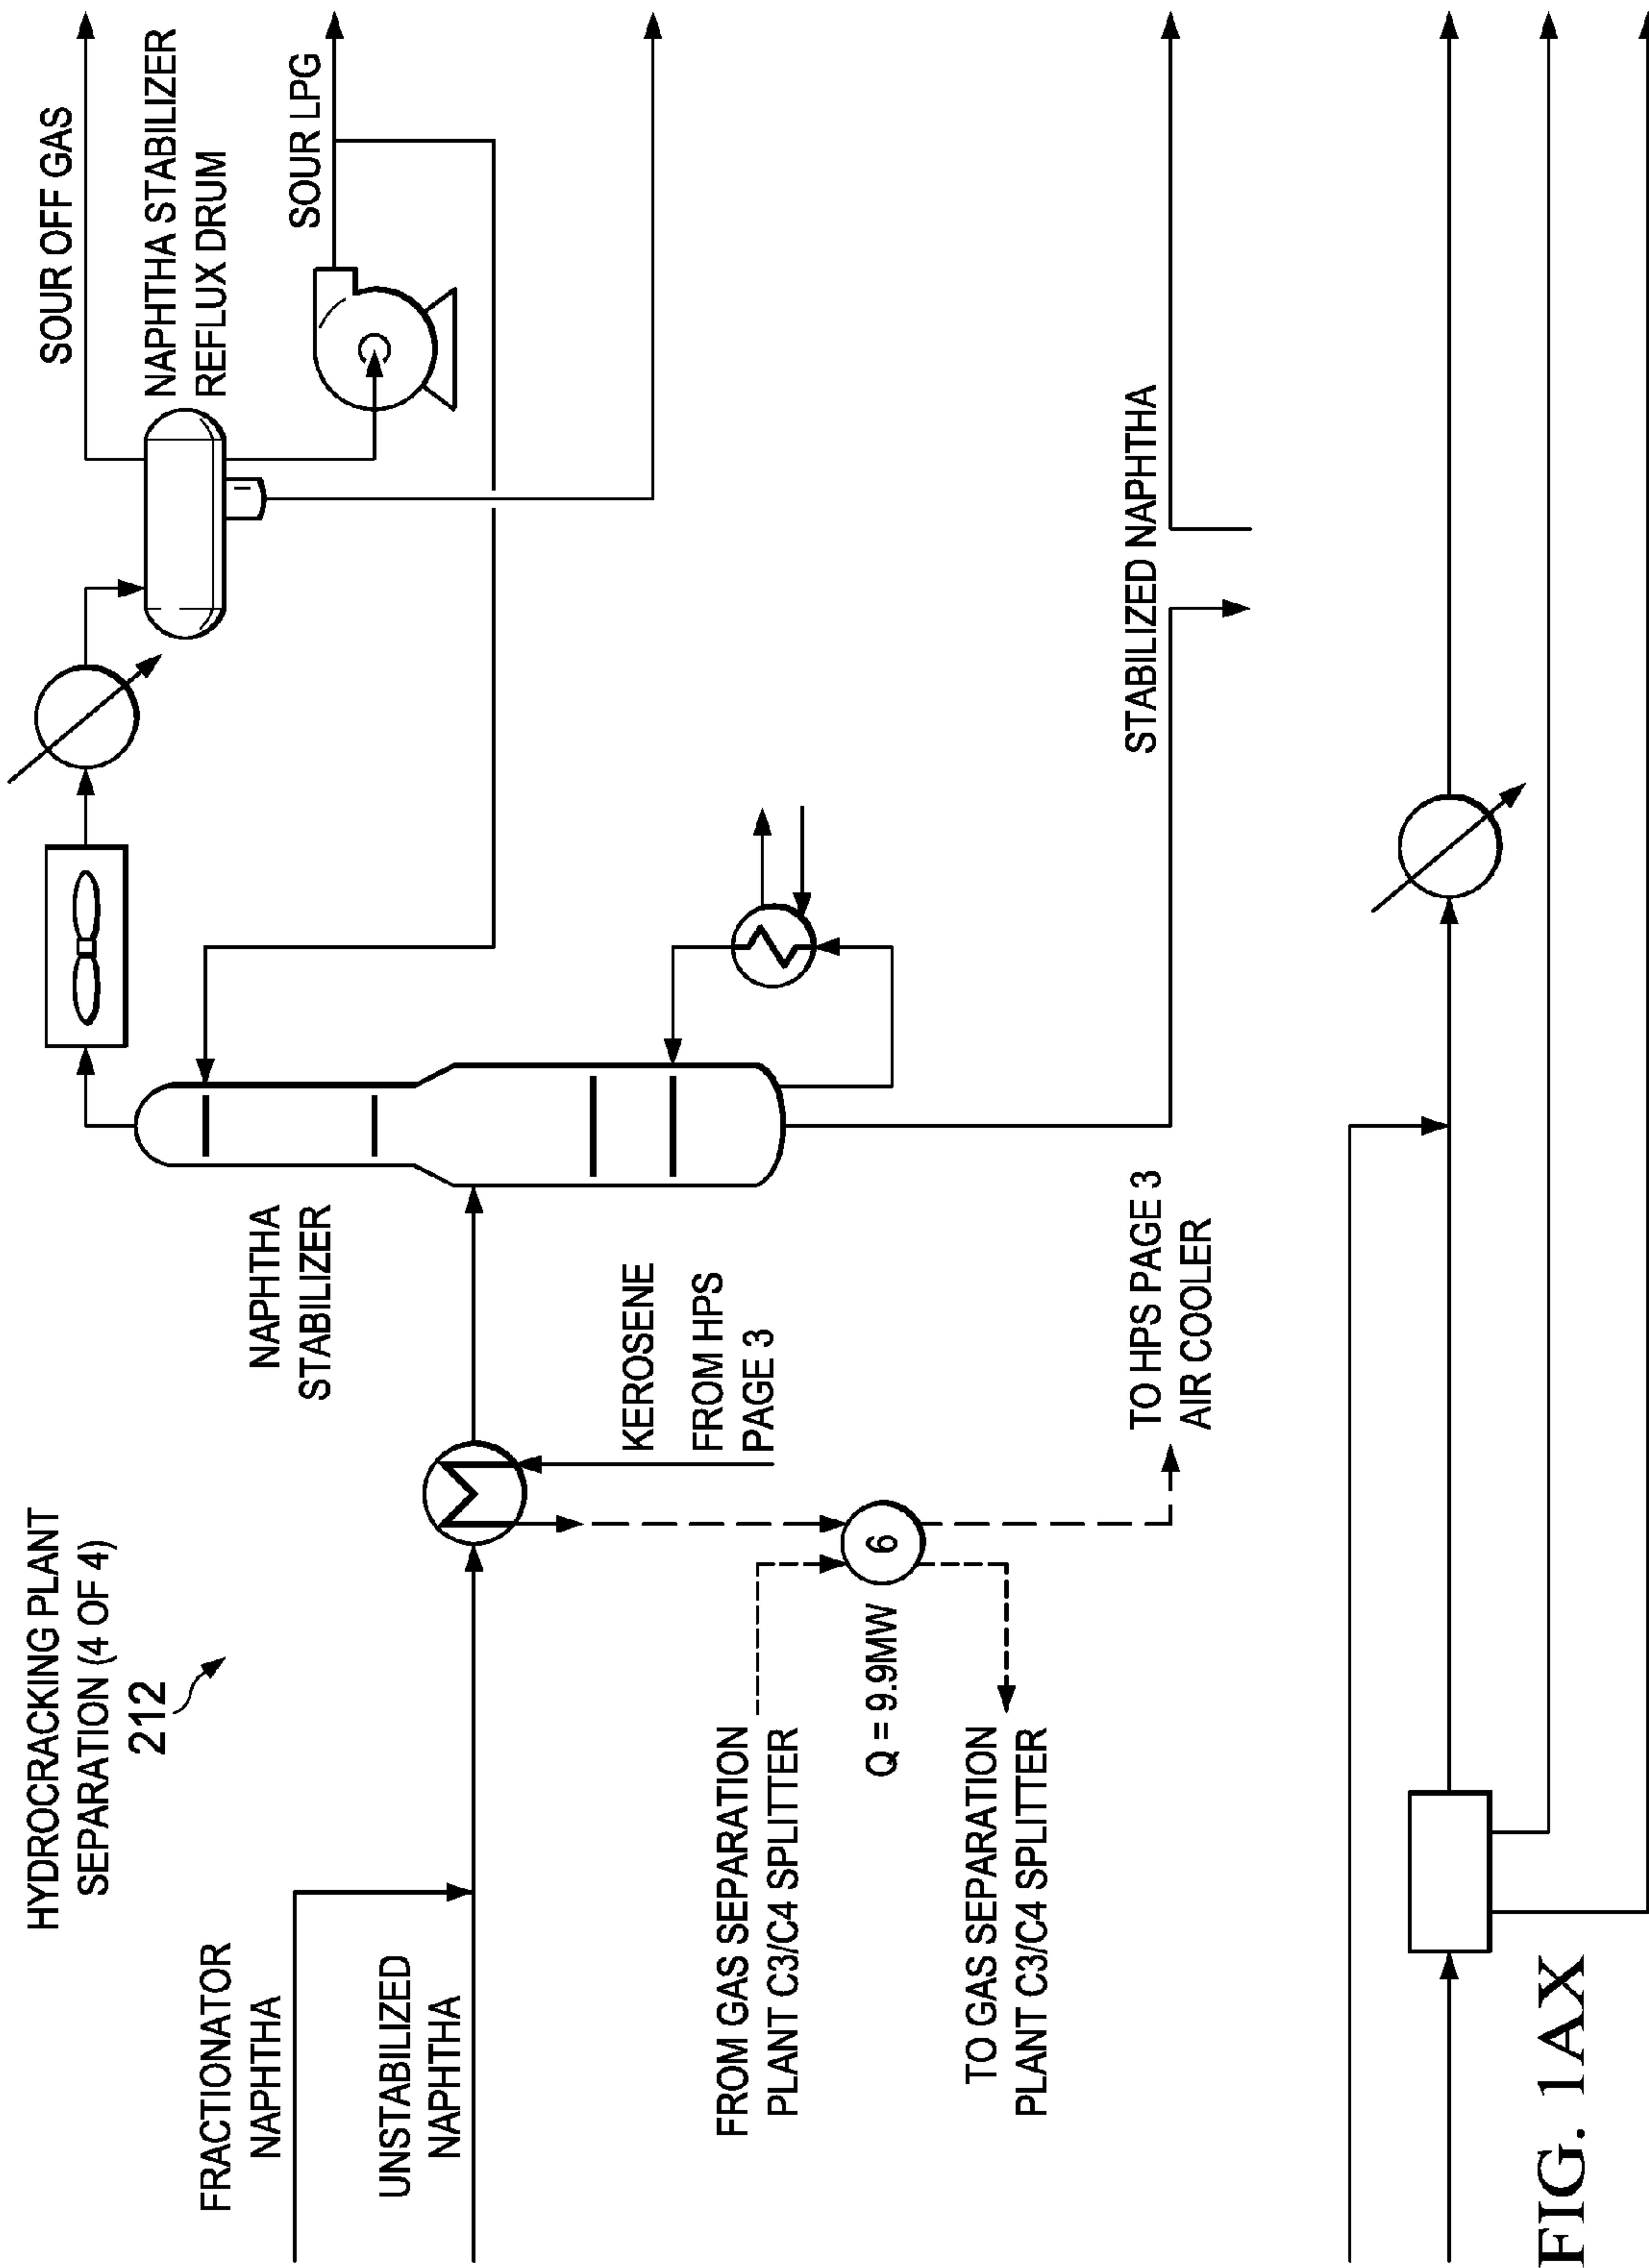 HYDROCRACKING PLANT
SEPARATION (4 OF 4)
212
FRACTIONATOR
NAPHTHA
UNSTABILIZED
NAPHTHA
NAPHTHA
STABILIZER
SOUR OFF GAS
NAPHTHA STABILIZER
REFLUX DRUM
SOUR LPG
KEROSENE
FROM HPS
PAGE 3
FROM GAS SEPARATION
PLANT C3/C4 SPLITTER
6
Q = 9.9MW
TO GAS SEPARATION
PLANT C3/C4 SPLITTER
TO HPS PAGE 3
AIR COOLER
STABILIZED NAPHTHA
FIG. 1AX